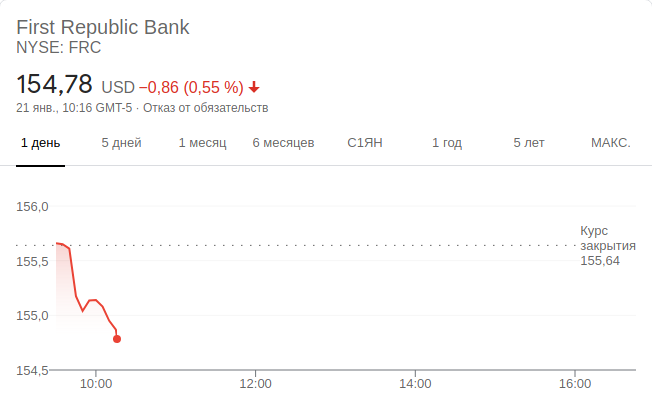 First Republic Bank
NYSE: FRC
154,78 USD −0,86 (0,55 %)
21 янв., 10:16 GMT-5 · Отказ от обязательств
1 день 5 дней 1 месяц 6 месяцев С1ЯН 1 год 5 лет МАКС.
156,0
Курс
закрытия
155,64
155,5
155,0
154,5
10:00 12:00 14:00 16:00